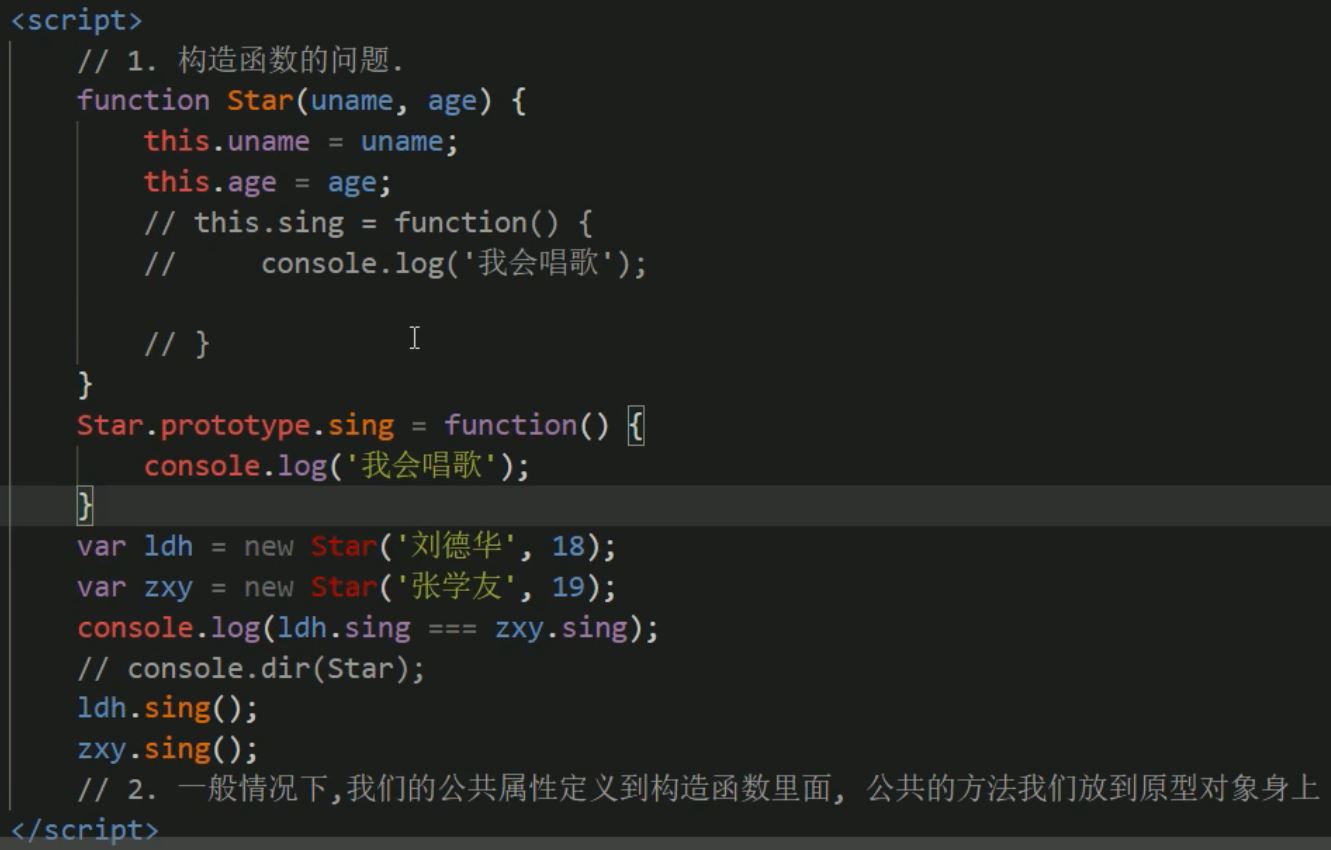 <script>
// 1. 构造函数的问题.
function Star(uname, age) {
this.uname = uname;
this.age = age;
// this.sing = function() {
//     console.log('我会唱歌');
// }
}
Star.prototype.sing = function() {
console.log('我会唱歌');
}
var ldh = new Star('刘德华', 18);
var zxy = new Star('张学友', 19);
console.log(ldh.sing === zxy.sing);
// console.dir(Star);
ldh.sing();
zxy.sing();
// 2. 一般情况下,我们的公共属性定义到构造函数里面, 公共的方法我们放到原型对象身上
</script>